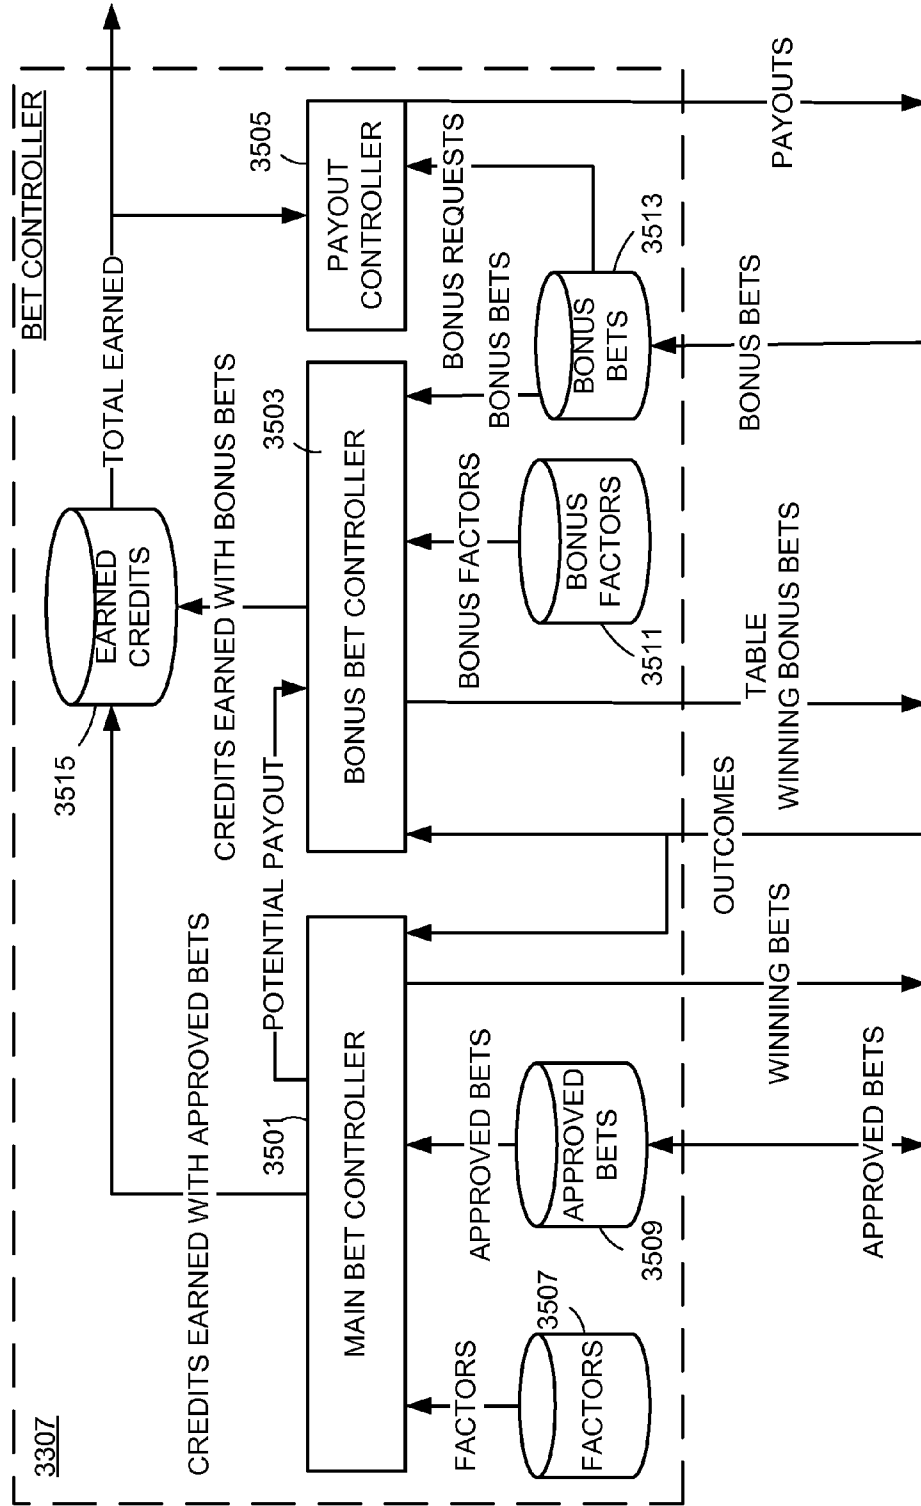 3307
BET CONTROLLER
CREDITS EARNED WITH APPROVED BETS
3515
EARNED
CREDITS
TOTAL EARNED
CREDITS EARNED WITH BONUS BETS
POTENTIAL PAYOUT
3501
MAIN BET CONTROLLER
3503
BONUS BET CONTROLLER
3505
PAYOUT
CONTROLLER
FACTORS
APPROVED BETS
BONUS FACTORS
BONUS BETS
BONUS REQUESTS
3507
FACTORS
APPROVED
BETS
3509
BONUS
FACTORS
3511
BONUS
BETS
3513
APPROVED BETS
WINNING BETS
OUTCOMES
TABLE
WINNING BONUS BETS
BONUS BETS
PAYOUTS